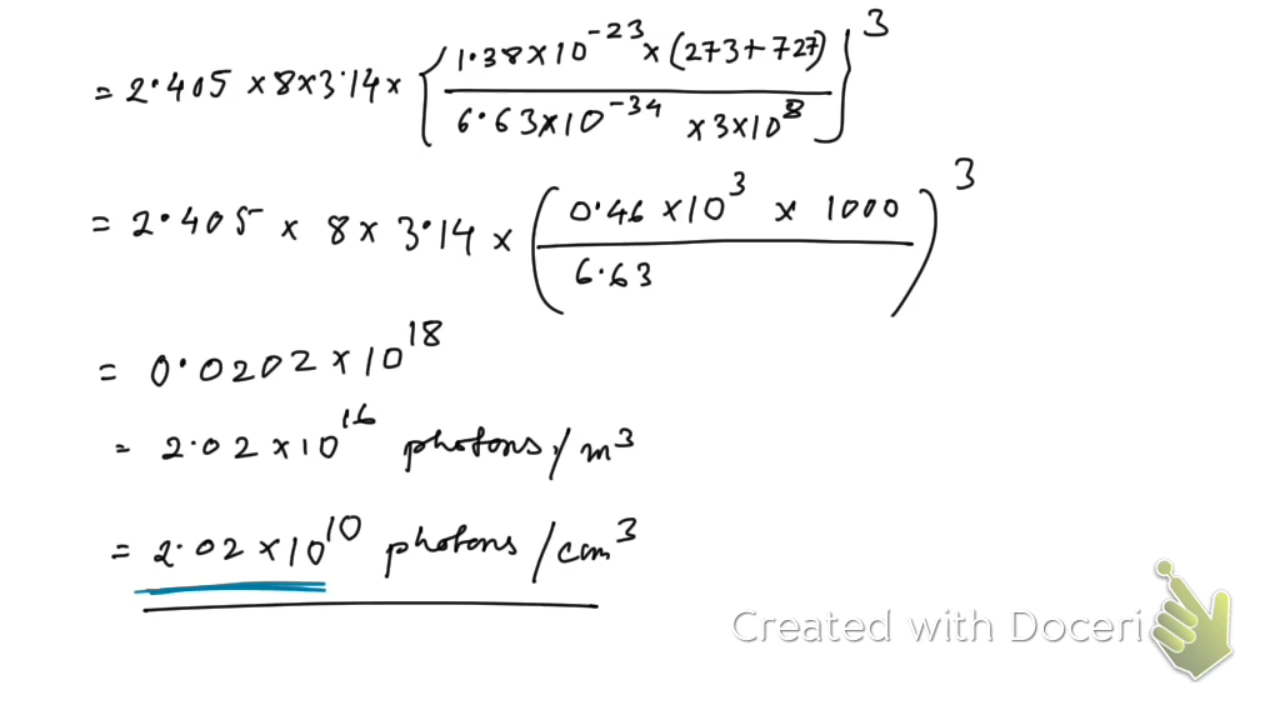 = 2.405 × 8 × 3.14 × { 1.38 × 10^-23 × (273 + 727) / 6.63 × 10^-34 × 3 × 10^8 }^3
= 2.405 × 8 × 3.14 × ( 0.46 × 10^3 × 1000 / 6.63 )^3
= 0.0202 × 10^18
= 2.02 × 10^16 photons/m^3
= 2.02 × 10^10 photons/cm^3
Created with Doceri